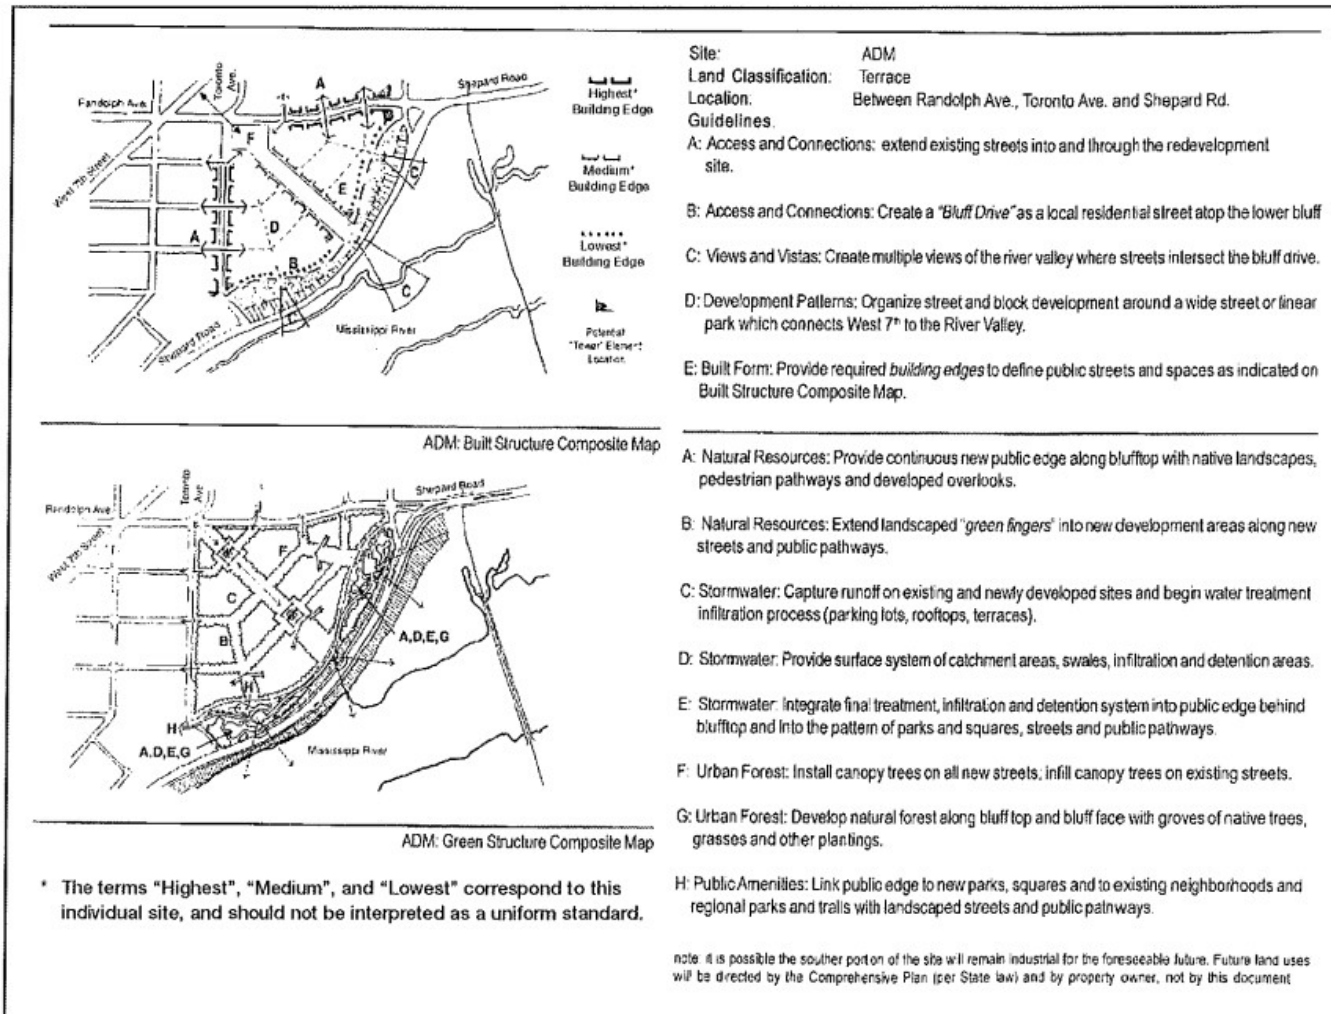 Site: ADM
Land Classification: Terrace
Location. Between Randolph Ave., Toronto Ave. and Shepard Rd.
Guidelines.
A: Access and Connections: extend existing streets into and through the redevelopment
site.
B: Access and Connections: Create a "Bluff Drive" as a local residential street atop the lower bluff
C: Views and Vistas: Create multiple views of the river valley where streets intersect the bluff drive.
D: Development Patterns: Organize street and block development around a wide street or linear
park which connects West 7th to the River Valley.
E: Built Form: Provide required building edges to define public streets and spaces as indicated on
Built Structure Composite Map.
Toronto
Ave.
Randolph Ave.
West 7th Street
Shepard Road
A
F
C
E
D
A
B
C
C
Mississippi River
Shepard Road
Highest*
Building Edge
Medium*
Building Edge
Lowest*
Building Edge
Potential
"Tower" Element
Location
ADM: Built Structure Composite Map
A: Natural Resources: Provide continuous new public edge along blufftop with native landscapes,
pedestrian pathways and developed overlooks.
B: Natural Resources: Extend landscaped "green fingers" into new development areas along new
streets and public pathways.
C: Stormwater: Capture runoff on existing and newly developed sites and begin water treatment
infiltration process (parking lots, rooftops, terraces).
D: Stormwater: Provide surface system of catchment areas, swales, infiltration and detention areas.
E: Stormwater: Integrate final treatment, infiltration and detention system into public edge behind
blufftop and into the pattern of parks and squares, streets and public pathways.
F: Urban Forest: Install canopy trees on all new streets; infill canopy trees on existing streets.
G: Urban Forest: Develop natural forest along bluff top and bluff face with groves of native trees,
grasses and other plantings.
H: Public Amenities: Link public edge to new parks, squares and to existing neighborhoods and
regional parks and trails with landscaped streets and public pathways.
Toronto
Ave
Randolph Ave
West 7th Street
Shepard Road
F
C
B
A,D,E,G
H
H
A,D,E,G
Mississippi River
ADM: Green Structure Composite Map
* The terms "Highest", "Medium", and "Lowest" correspond to this
individual site, and should not be interpreted as a uniform standard.
note: it is possible the souther portion of the site will remain industrial for the foreseeable future. Future land uses
will be directed by the Comprehensive Plan (per State law) and by property owner, not by this document